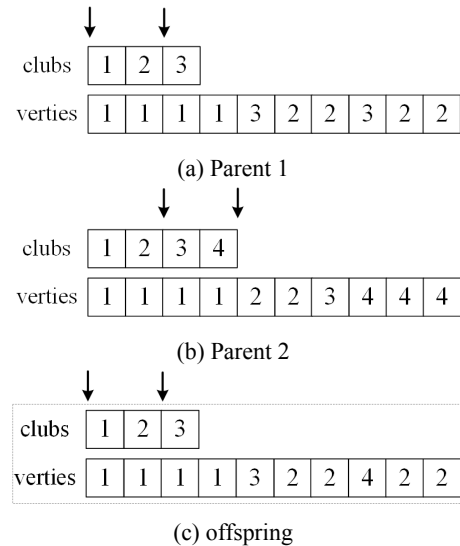 clubs 1 2 3
verties 1 1 1 1 3 2 2 3 2 2
(a) Parent 1
clubs 1 2 3 4
verties 1 1 1 1 2 2 3 4 4 4
(b) Parent 2
clubs 1 2 3
verties 1 1 1 1 3 2 2 4 2 2
(c) offspring